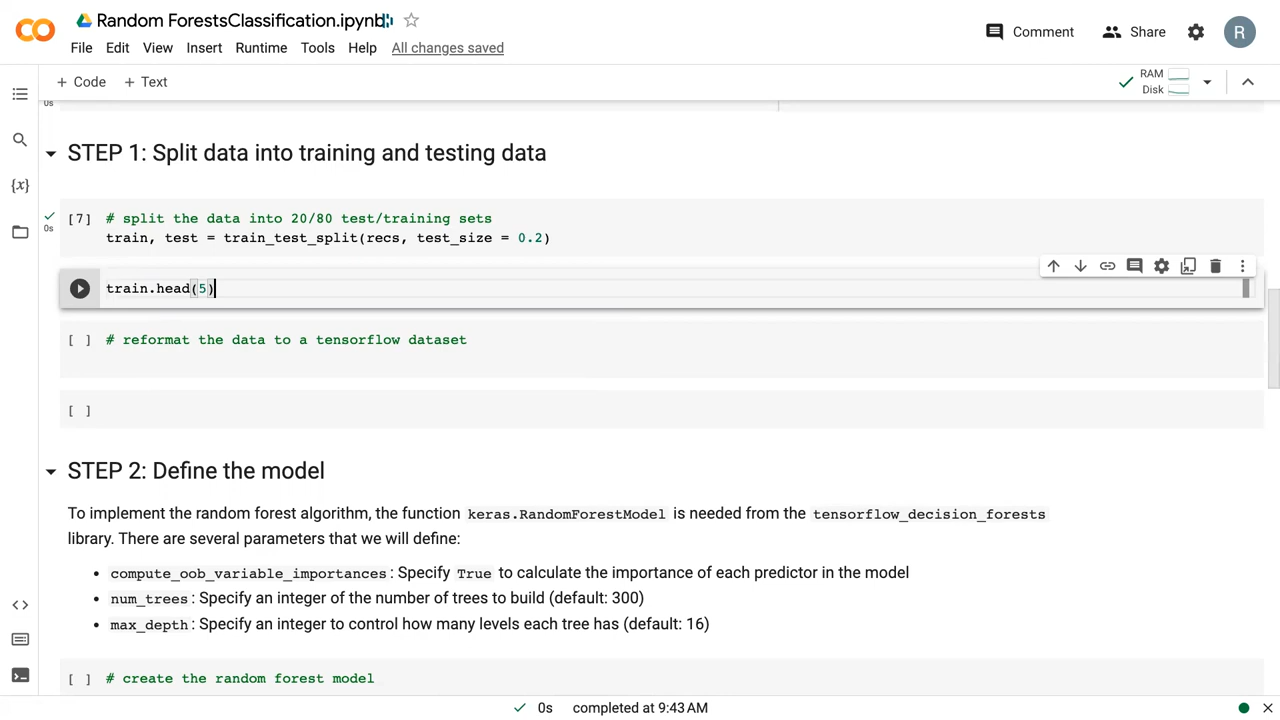 Random ForestsClassification.ipynb
File Edit View Insert Runtime Tools Help All changes saved
Comment Share R
+ Code + Text
RAM
Disk
0s
STEP 1: Split data into training and testing data
[7] # split the data into 20/80 test/training sets
0s train, test = train_test_split(recs, test_size = 0.2)
train.head(5)
[ ] # reformat the data to a tensorflow dataset
[ ]
STEP 2: Define the model
To implement the random forest algorithm, the function keras.RandomForestModel is needed from the tensorflow_decision_forests
library. There are several parameters that we will define:
• compute_oob_variable_importances: Specify True to calculate the importance of each predictor in the model
• num_trees: Specify an integer of the number of trees to build (default: 300)
• max_depth: Specify an integer to control how many levels each tree has (default: 16)
[ ] # create the random forest model
0s completed at 9:43 AM